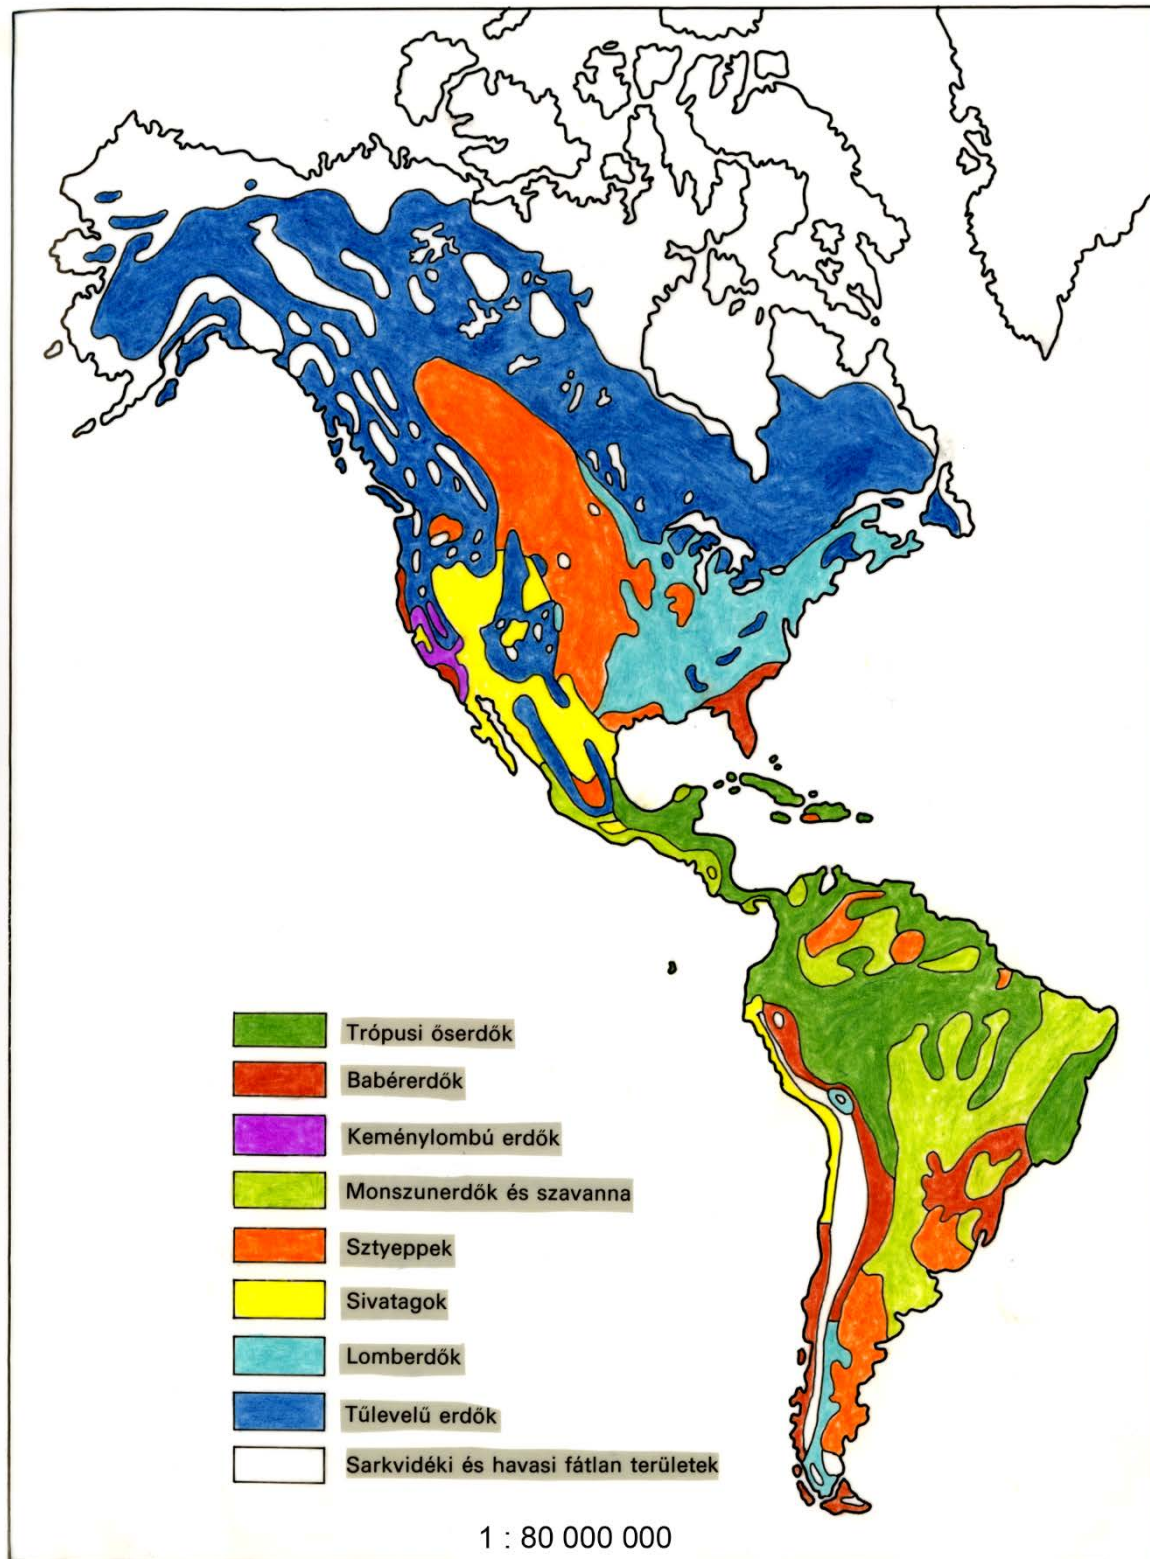 Trópusi őserdők
Babérerdők
Keménylombú erdők
Monszunerdők és szavanna
Sztyeppek
Sivatagok
Lomberdők
Tűlevelű erdők
Sarkvidéki és havasi fátlan területek
1 : 80 000 000